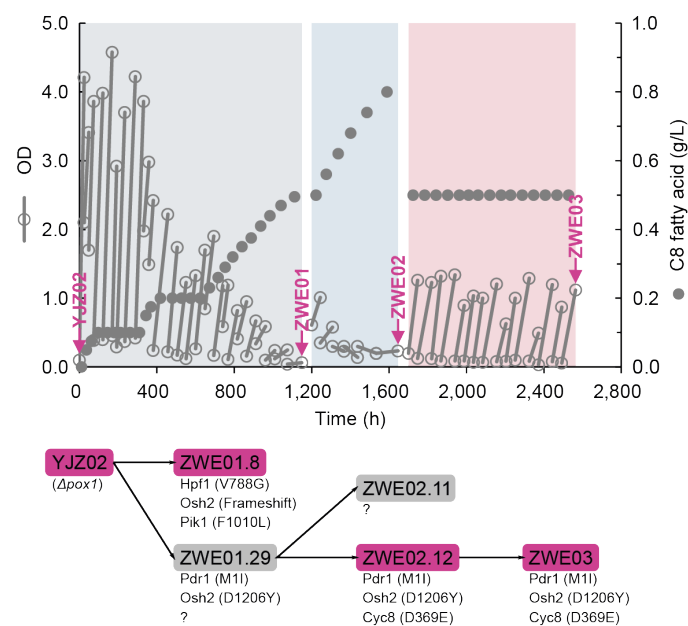 5.0
4.0
3.0
2.0
1.0
0.0
OD
1.0
0.8
0.6
0.4
0.2
0.0
C8 fatty acid (g/L)
YJZ02
ZWE01
ZWE02
ZWE03
0
400
800
1,200
1,600
2,000
2,400
2,800
Time (h)
YJZ02
(Δpox1)
ZWE01.8
Hpf1 (V788G)
Osh2 (Frameshift)
Pik1 (F1010L)
ZWE02.11
?
ZWE01.29
Pdr1 (M1I)
Osh2 (D1206Y)
?
ZWE02.12
Pdr1 (M1I)
Osh2 (D1206Y)
Cyc8 (D369E)
ZWE03
Pdr1 (M1I)
Osh2 (D1206Y)
Cyc8 (D369E)